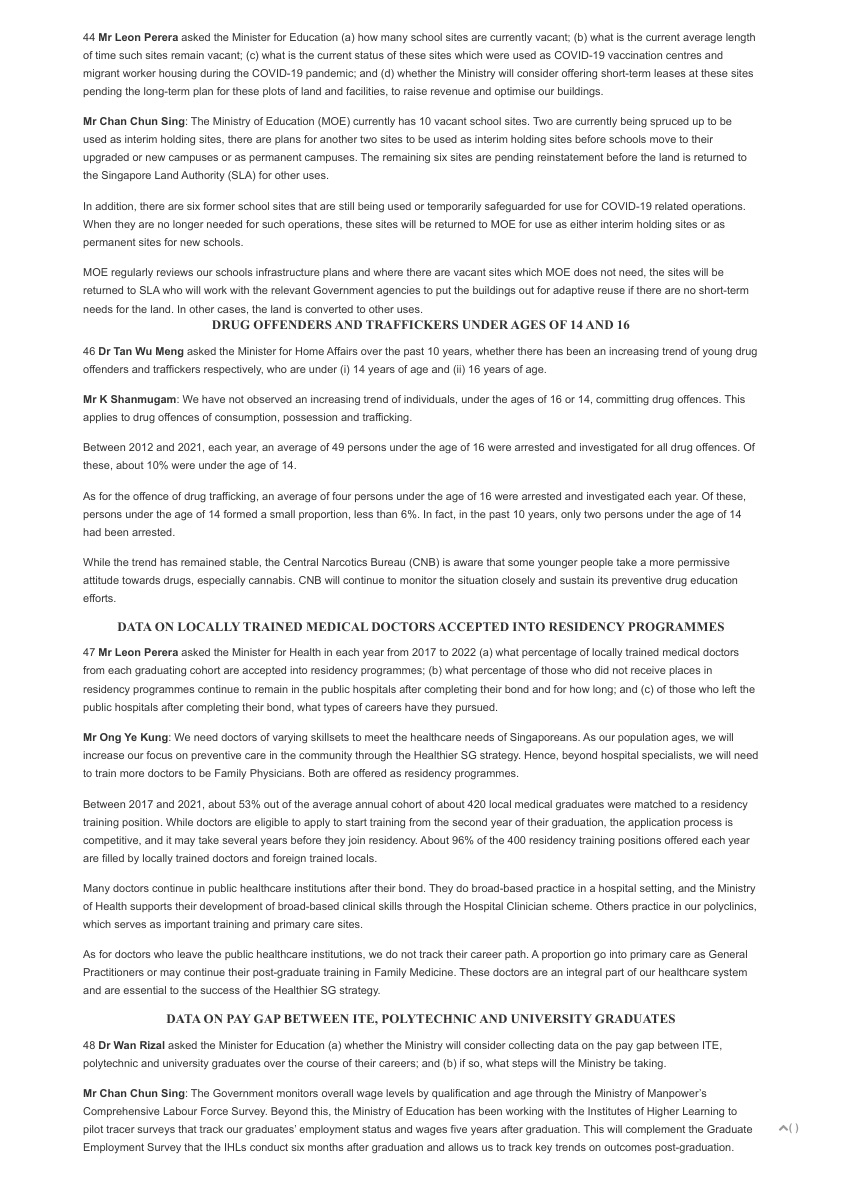 44 Mr Leon Perera asked the Minister for Education (a) how many school sites are currently vacant; (b) what is the current average length
of time such sites remain vacant; (c) what is the current status of these sites which were used as COVID-19 vaccination centres and
migrant worker housing during the COVID-19 pandemic; and (d) whether the Ministry will consider offering short-term leases at these sites
pending the long-term plan for these plots of land and facilities, to raise revenue and optimise our buildings.
Mr Chan Chun Sing: The Ministry of Education (MOE) currently has 10 vacant school sites. Two are currently being spruced up to be
used as interim holding sites, there are plans for another two sites to be used as interim holding sites before schools move to their
upgraded or new campuses or as permanent campuses. The remaining six sites are pending reinstatement before the land is returned to
the Singapore Land Authority (SLA) for other uses.
In addition, there are six former school sites that are still being used or temporarily safeguarded for use for COVID-19 related operations.
When they are no longer needed for such operations, these sites will be returned to MOE for use as either interim holding sites or as
permanent sites for new schools.
MOE regularly reviews our schools infrastructure plans and where there are vacant sites which MOE does not need, the sites will be
returned to SLA who will work with the relevant Government agencies to put the buildings out for adaptive reuse if there are no short-term
needs for the land. In other cases, the land is converted to other uses.
DRUG OFFENDERS AND TRAFFICKERS UNDER AGES OF 14 AND 16
46 Dr Tan Wu Meng asked the Minister for Home Affairs over the past 10 years, whether there has been an increasing trend of young drug
offenders and traffickers respectively, who are under (i) 14 years of age and (ii) 16 years of age.
Mr K Shanmugam: We have not observed an increasing trend of individuals, under the ages of 16 or 14, committing drug offences. This
applies to drug offences of consumption, possession and trafficking.
Between 2012 and 2021, each year, an average of 49 persons under the age of 16 were arrested and investigated for all drug offences. Of
these, about 10% were under the age of 14.
As for the offence of drug trafficking, an average of four persons under the age of 16 were arrested and investigated each year. Of these,
persons under the age of 14 formed a small proportion, less than 6%. In fact, in the past 10 years, only two persons under the age of 14
had been arrested.
While the trend has remained stable, the Central Narcotics Bureau (CNB) is aware that some younger people take a more permissive
attitude towards drugs, especially cannabis. CNB will continue to monitor the situation closely and sustain its preventive drug education
efforts.
DATA ON LOCALLY TRAINED MEDICAL DOCTORS ACCEPTED INTO RESIDENCY PROGRAMMES
47 Mr Leon Perera asked the Minister for Health in each year from 2017 to 2022 (a) what percentage of locally trained medical doctors
from each graduating cohort are accepted into residency programmes; (b) what percentage of those who did not receive places in
residency programmes continue to remain in the public hospitals after completing their bond and for how long; and (c) of those who left the
public hospitals after completing their bond, what types of careers have they pursued.
Mr Ong Ye Kung: We need doctors of varying skillsets to meet the healthcare needs of Singaporeans. As our population ages, we will
increase our focus on preventive care in the community through the Healthier SG strategy. Hence, beyond hospital specialists, we will need
to train more doctors to be Family Physicians. Both are offered as residency programmes.
Between 2017 and 2021, about 53% out of the average annual cohort of about 420 local medical graduates were matched to a residency
training position. While doctors are eligible to apply to start training from the second year of their graduation, the application process is
competitive, and it may take several years before they join residency. About 96% of the 400 residency training positions offered each year
are filled by locally trained doctors and foreign trained locals.
Many doctors continue in public healthcare institutions after their bond. They do broad-based practice in a hospital setting, and the Ministry
of Health supports their development of broad-based clinical skills through the Hospital Clinician scheme. Others practice in our polyclinics,
which serves as important training and primary care sites.
As for doctors who leave the public healthcare institutions, we do not track their career path. A proportion go into primary care as General
Practitioners or may continue their post-graduate training in Family Medicine. These doctors are an integral part of our healthcare system
and are essential to the success of the Healthier SG strategy.
DATA ON PAY GAP BETWEEN ITE, POLYTECHNIC AND UNIVERSITY GRADUATES
48 Dr Wan Rizal asked the Minister for Education (a) whether the Ministry will consider collecting data on the pay gap between ITE,
polytechnic and university graduates over the course of their careers; and (b) if so, what steps will the Ministry be taking.
Mr Chan Chun Sing: The Government monitors overall wage levels by qualification and age through the Ministry of Manpower's
Comprehensive Labour Force Survey. Beyond this, the Ministry of Education has been working with the Institutes of Higher Learning to
pilot tracer surveys that track our graduates' employment status and wages five years after graduation. This will complement the Graduate
Employment Survey that the IHLs conduct six months after graduation and allows us to track key trends on outcomes post-graduation.
( )